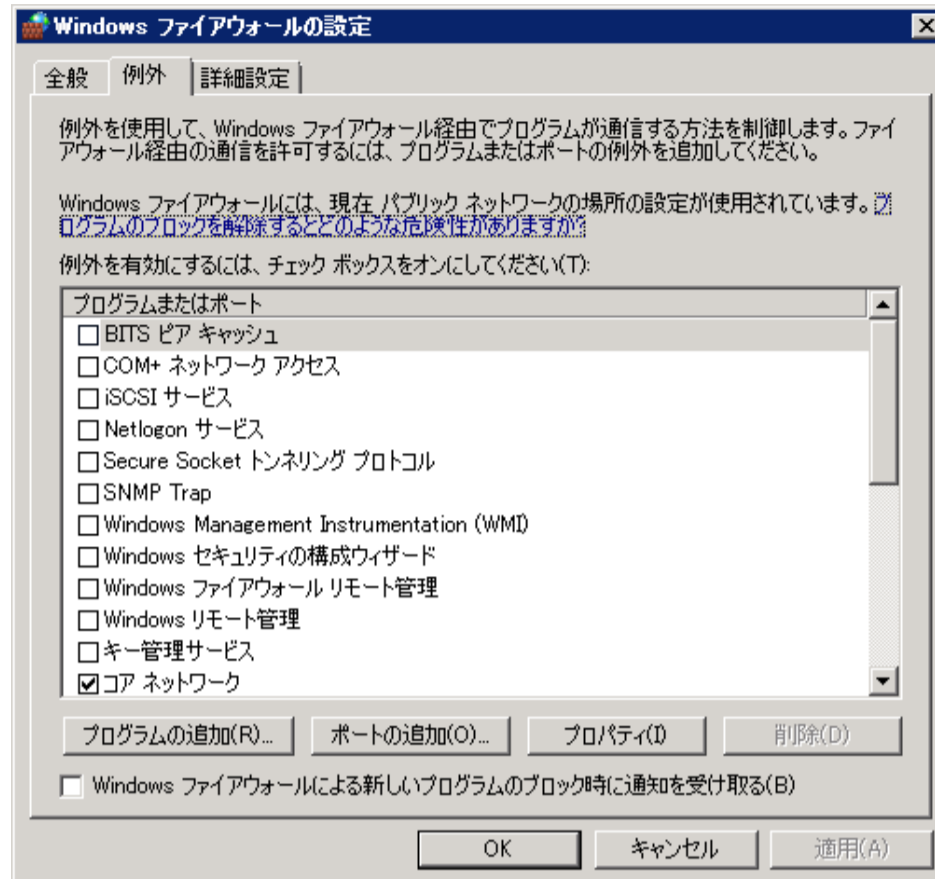 Windows ファイアウォールの設定
全般
例外
詳細設定
例外を使用して、Windows ファイアウォール経由でプログラムが通信する方法を制御します。ファイ
アウォール経由の通信を許可するには、プログラムまたはポートの例外を追加してください。
Windows ファイアウォールには、現在 パブリック ネットワークの場所の設定が使用されています。プ
ログラムのブロックを解除するとどのような危険性がありますか?
例外を有効にするには、チェック ボックスをオンにしてください(T):
プログラムまたはポート
BITS ピア キャッシュ
COM+ ネットワーク アクセス
iSCSI サービス
Netlogon サービス
Secure Socket トンネリング プロトコル
SNMP Trap
Windows Management Instrumentation (WMI)
Windows セキュリティの構成ウィザード
Windows ファイアウォール リモート管理
Windows リモート管理
キー管理サービス
コア ネットワーク
プログラムの追加(R)...
ポートの追加(O)...
プロパティ(I)
削除(D)
Windows ファイアウォールによる新しいプログラムのブロック時に通知を受け取る(B)
OK
キャンセル
適用(A)